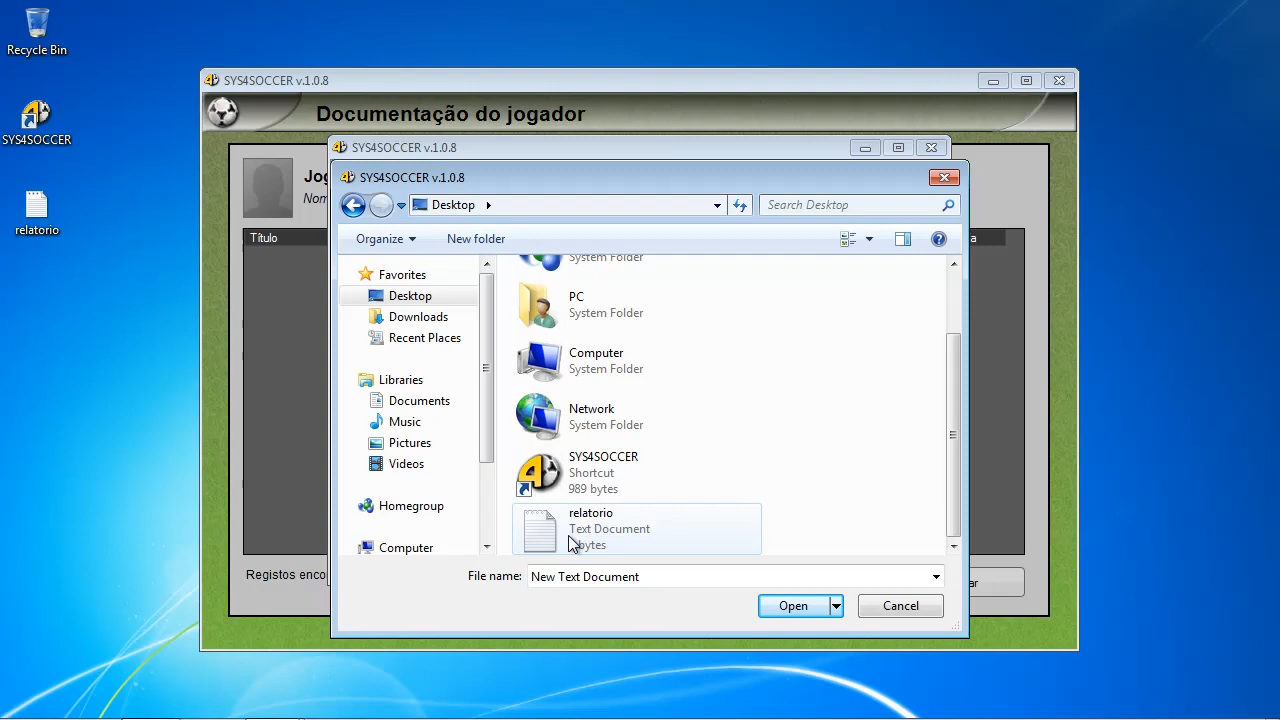 Recycle Bin
SYS4SOCCER
relatorio
SYS4SOCCER v.1.0.8
Documentação do jogador
SYS4SOCCER v.1.0.8
SYS4SOCCER v.1.0.8
Desktop
Search Desktop
Organize
New folder
Título
Favorites
Desktop
Downloads
Recent Places
Libraries
Documents
Music
Pictures
Videos
Homegroup
Computer
System Folder
PC
System Folder
Computer
System Folder
Network
System Folder
SYS4SOCCER
Shortcut
989 bytes
relatorio
Text Document
bytes
File name:
New Text Document
Open
Cancel